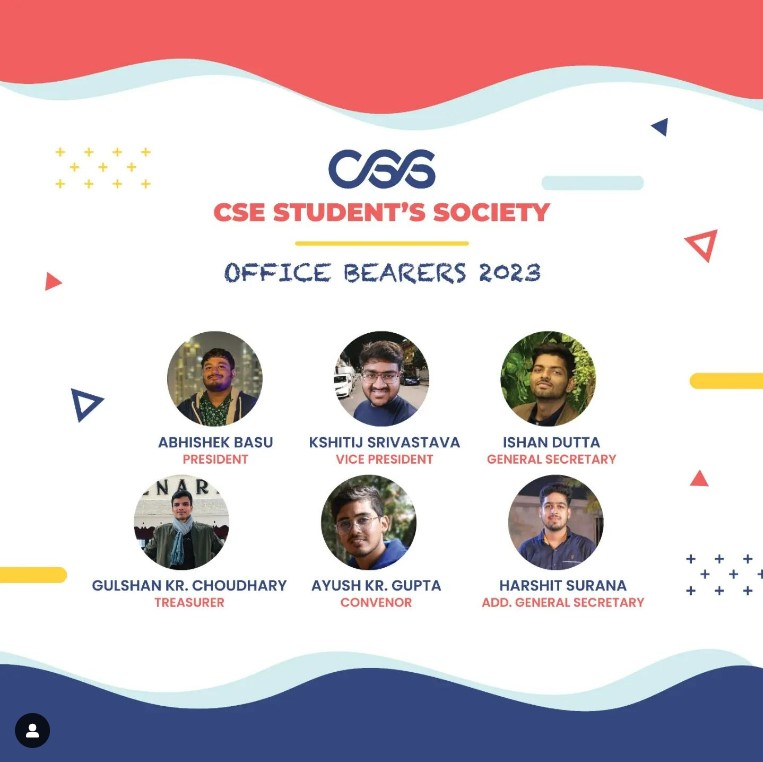 CSS
CSE STUDENT'S SOCIETY
OFFICE BEARERS 2023
ABHISHEK BASU
PRESIDENT
KSHITIJ SRIVASTAVA
VICE PRESIDENT
ISHAN DUTTA
GENERAL SECRETARY
ENAR
GULSHAN KR. CHOUDHARY
TREASURER
AYUSH KR. GUPTA
CONVENOR
HARSHIT SURANA
ADD. GENERAL SECRETARY